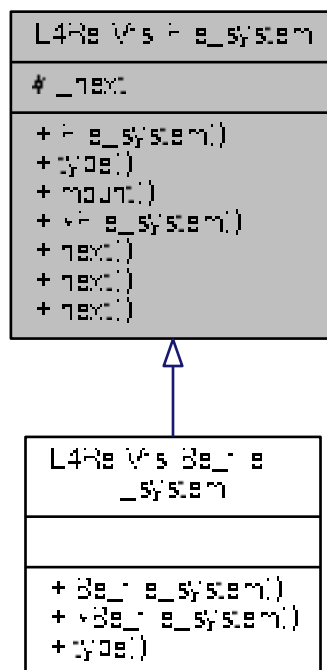 L4Re::Vfs::File_system
# _next
+ File_system()
+ type()
+ mount()
+ ~File_system()
+ next()
+ next()
+ next()
L4Re::Vfs::Be_file
_system
+ Be_file_system()
+ ~Be_file_system()
+ type()